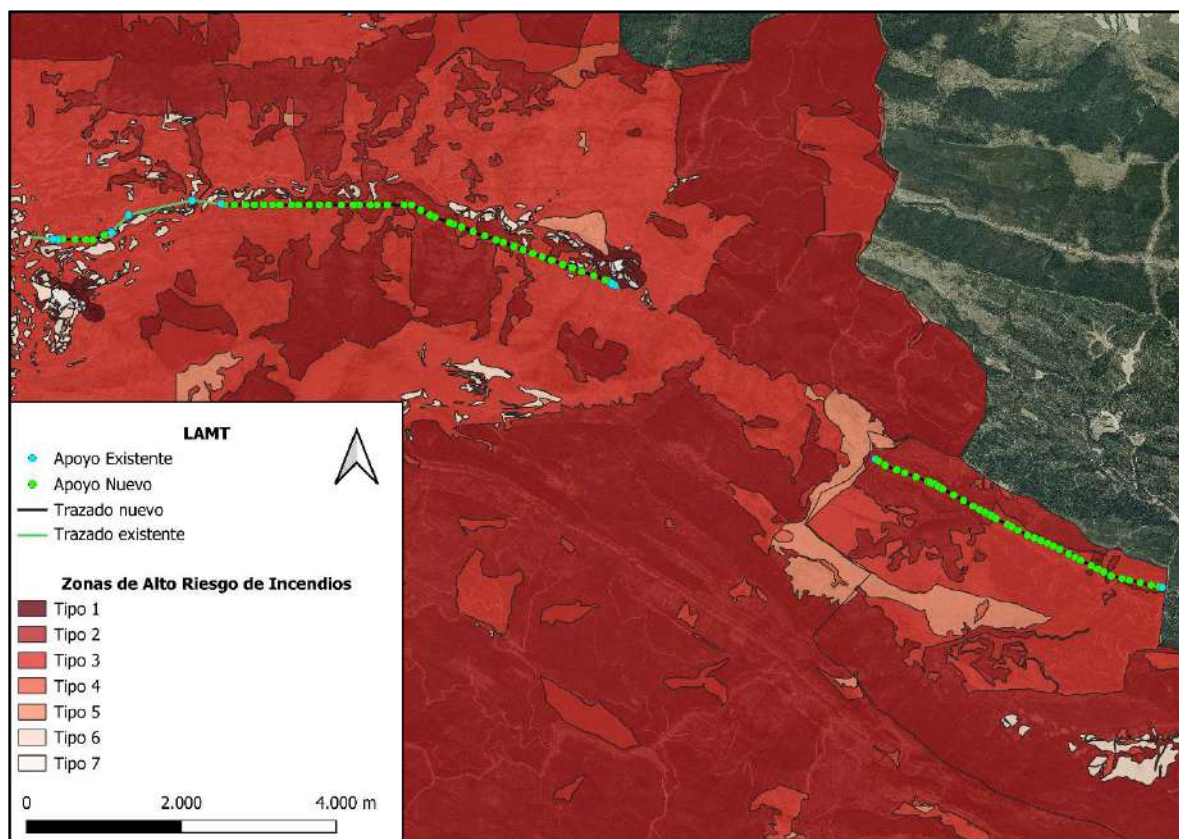 LAMT
Apoyo Existente
Apoyo Nuevo
Trazado nuevo
Trazado existente
Zonas de Alto Riesgo de Incendios
Tipo 1
Tipo 2
Tipo 3
Tipo 4
Tipo 5
Tipo 6
Tipo 7
0 2.000 4.000 m